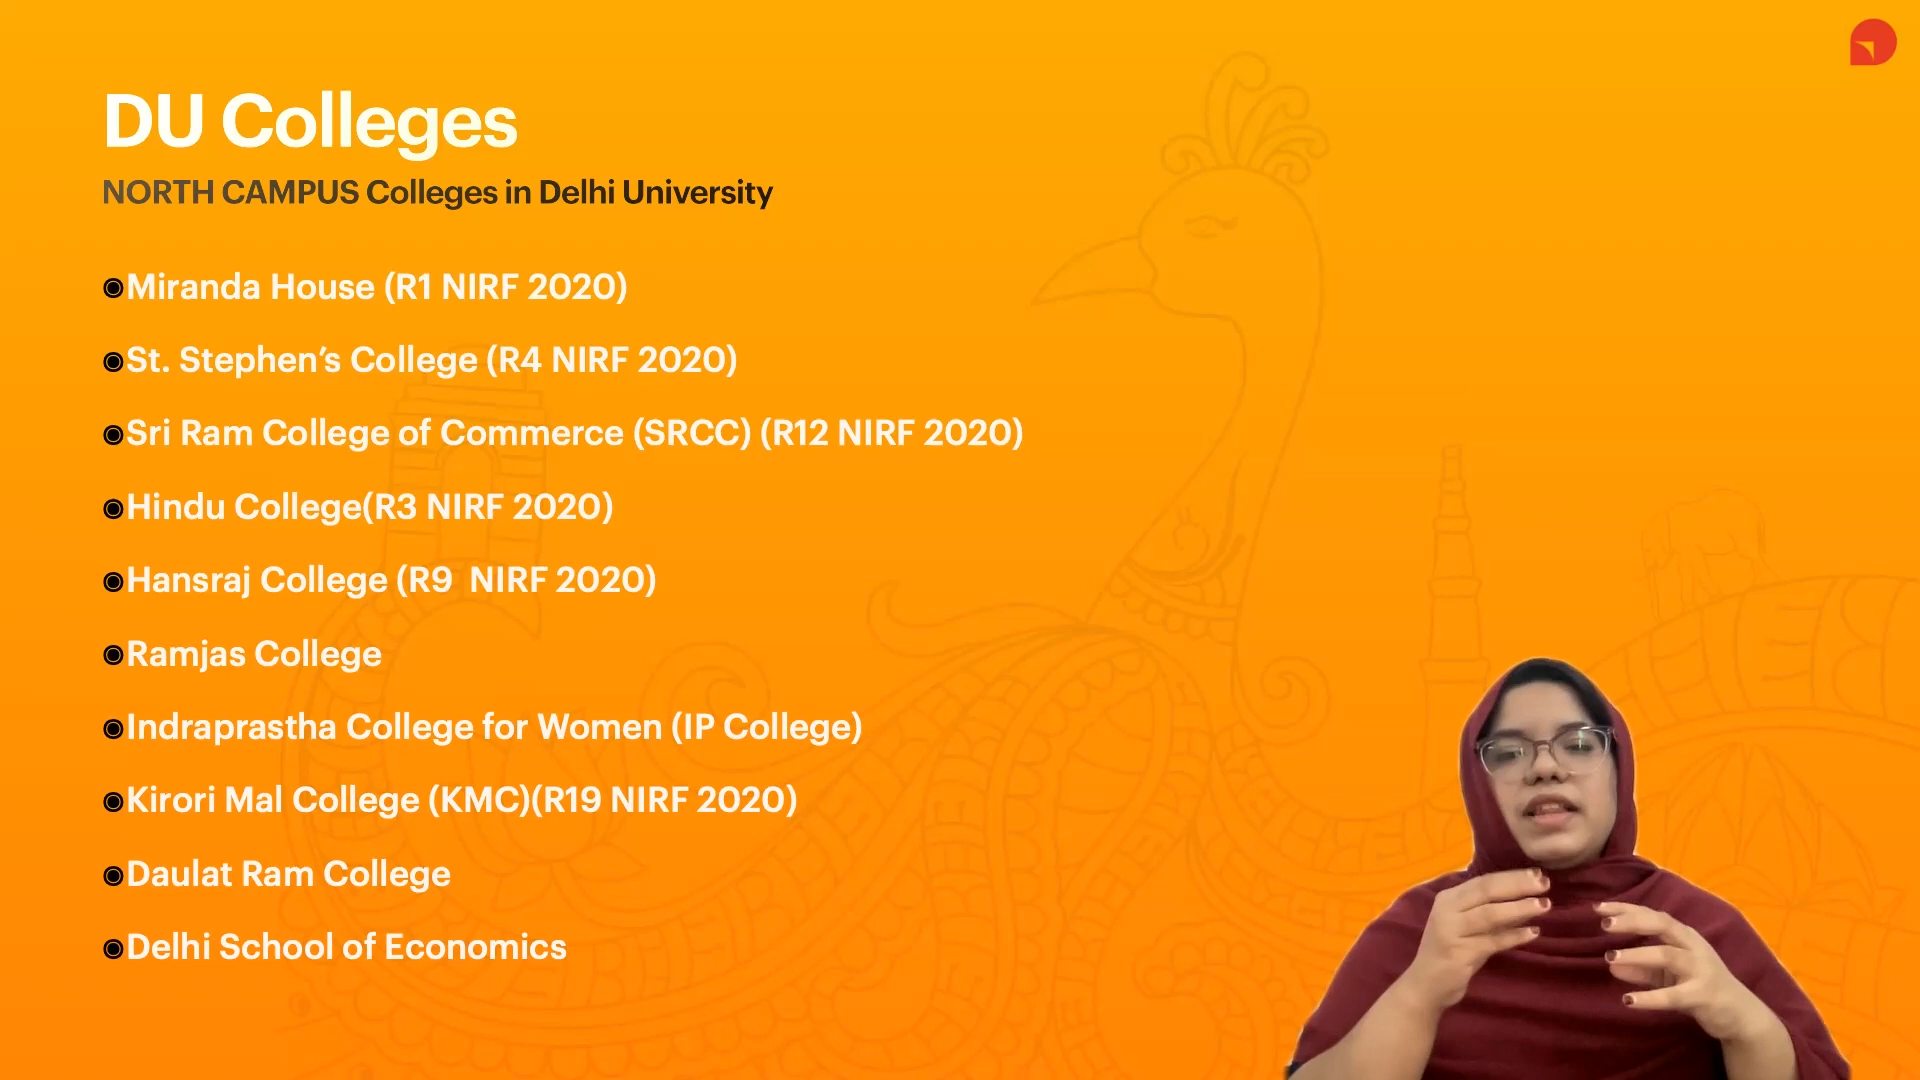 DU Colleges
NORTH CAMPUS Colleges in Delhi University
◉Miranda House (R1 NIRF 2020)
◉St. Stephen’s College (R4 NIRF 2020)
◉Sri Ram College of Commerce (SRCC) (R12 NIRF 2020)
◉Hindu College(R3 NIRF 2020)
◉Hansraj College (R9  NIRF 2020)
◉Ramjas College
◉Indraprastha College for Women (IP College)
◉Kirori Mal College (KMC)(R19 NIRF 2020)
◉Daulat Ram College
◉Delhi School of Economics